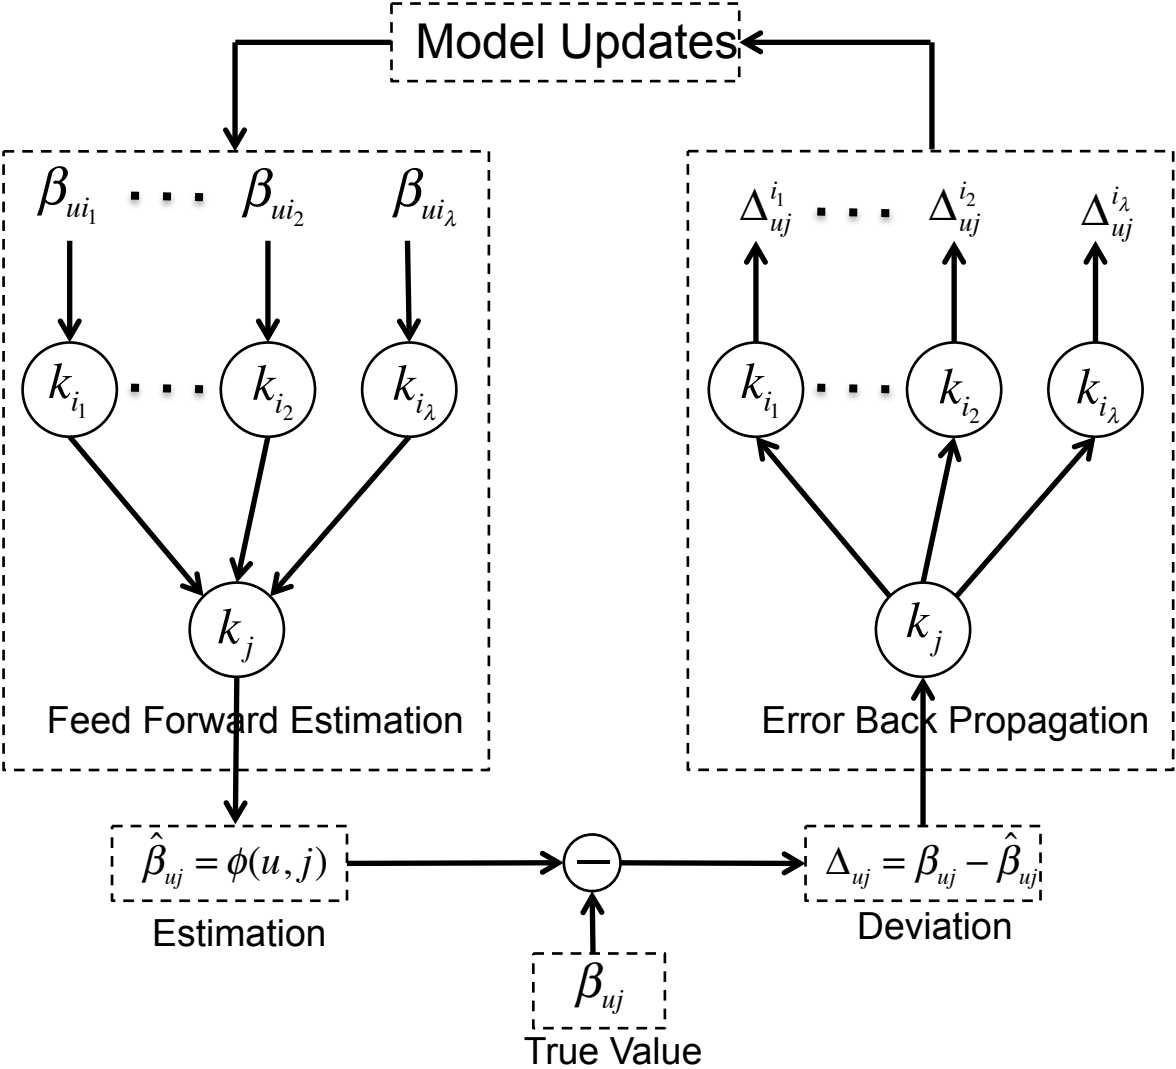 Model Updates
β_{ui_1} ··· β_{ui_2} β_{ui_λ}
Δ_{uj}^{i_1} ··· Δ_{uj}^{i_2} Δ_{uj}^{i_λ}
k_{i_1} ··· k_{i_2} k_{i_λ}
k_{i_1} ··· k_{i_2} k_{i_λ}
k_j
k_j
Feed Forward Estimation
Error Back Propagation
β̂_{uj} = ϕ(u, j)
−
Δ_{uj} = β_{uj} − β̂_{uj}
Estimation
Deviation
β_{uj}
True Value